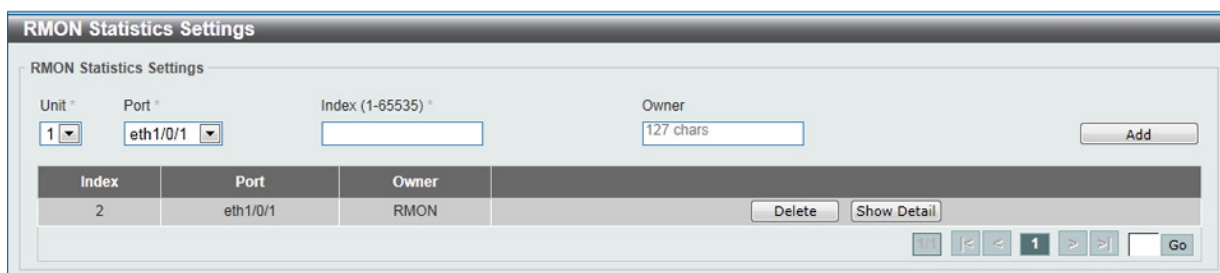 RMON Statistics Settings
RMON Statistics Settings
Unit * Port * Index (1-65535) * Owner
1 eth1/0/1 127 chars Add
Index Port Owner
2 eth1/0/1 RMON Delete Show Detail
1/1 |< < 1 > >| Go